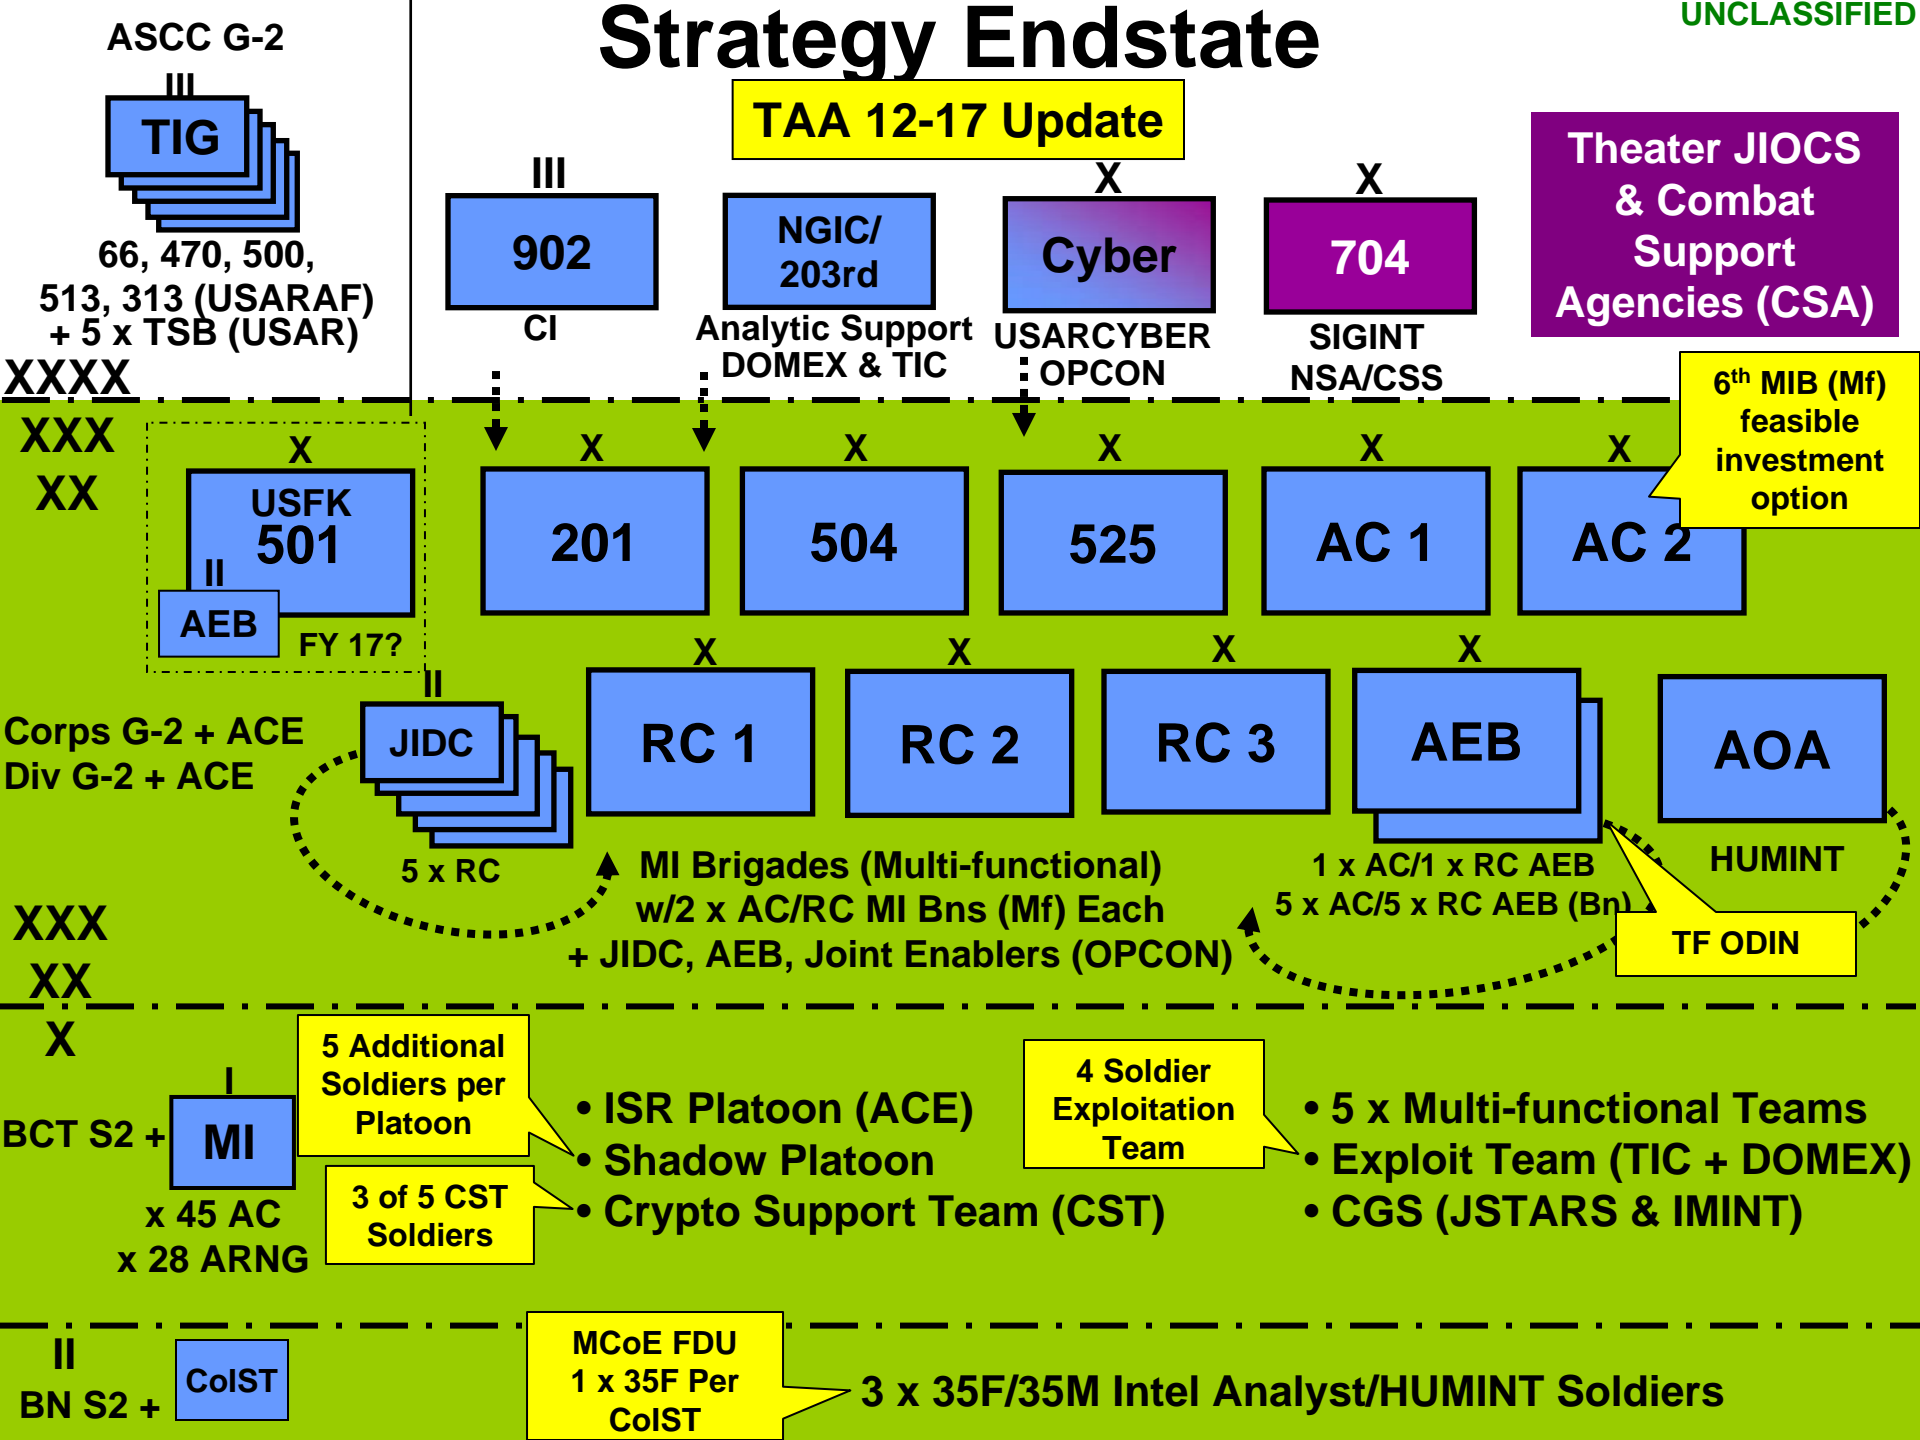 UNCLASSIFIED
Strategy Endstate
TAA 12-17 Update
ASCC G-2
III
TIG
66, 470, 500,
513, 313 (USARAF)
+ 5 x TSB (USAR)
XXXX
III
902
CI
NGIC/
203rd
Analytic Support
DOMEX & TIC
X
Cyber
USARCYBER
OPCON
X
704
SIGINT
NSA/CSS
Theater JIOCS
& Combat
Support
Agencies (CSA)
6th MIB (Mf)
feasible
investment
option
XXX
XX
X
USFK
501
II
AEB
FY 17?
X
201
X
504
X
525
X
AC 1
X
AC 2
Corps G-2 + ACE
Div G-2 + ACE
II
JIDC
5 x RC
X
RC 1
X
RC 2
X
RC 3
X
AEB
1 x AC/1 x RC AEB
5 x AC/5 x RC AEB (Bn)
AOA
HUMINT
TF ODIN
MI Brigades (Multi-functional)
w/2 x AC/RC MI Bns (Mf) Each
+ JIDC, AEB, Joint Enablers (OPCON)
XXX
XX
X
BCT S2 +
I
MI
x 45 AC
x 28 ARNG
5 Additional
Soldiers per
Platoon
3 of 5 CST
Soldiers
• ISR Platoon (ACE)
• Shadow Platoon
• Crypto Support Team (CST)
4 Soldier
Exploitation
Team
• 5 x Multi-functional Teams
• Exploit Team (TIC + DOMEX)
• CGS (JSTARS & IMINT)
II
BN S2 +
CoIST
MCoE FDU
1 x 35F Per
CoIST
3 x 35F/35M Intel Analyst/HUMINT Soldiers